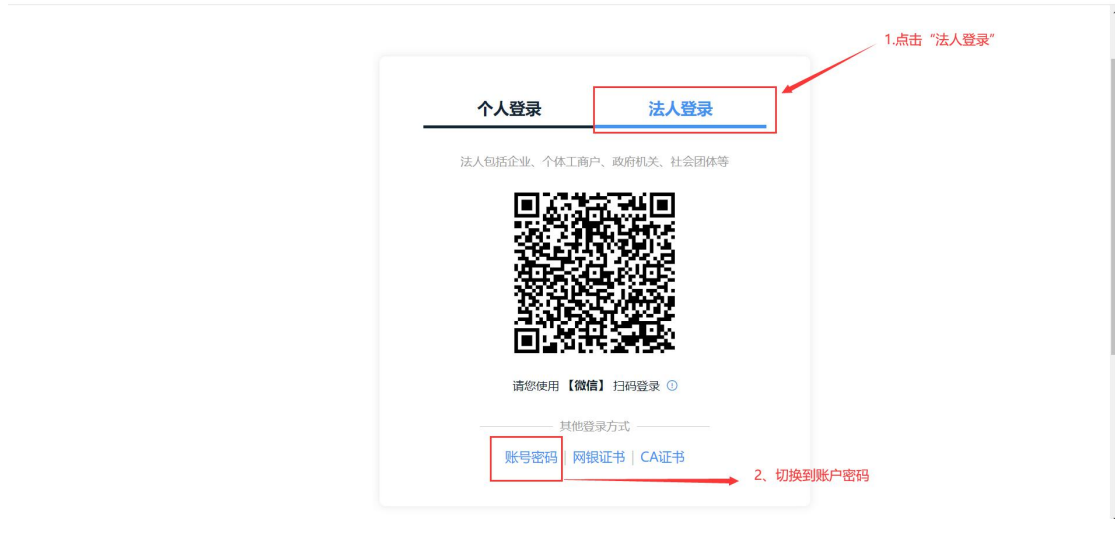 1.点击“法人登录”
个人登录 法人登录
法人包括企业、个体工商户、政府机关、社会团体等
请您使用【微信】扫码登录
其他登录方式
账号密码 | 网银证书 | CA证书
2、切换到账户密码